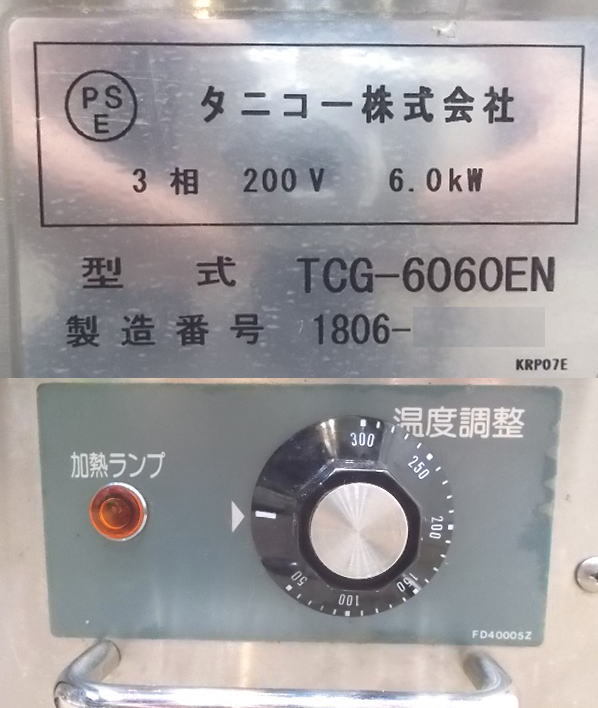 PS
E
タニコー株式会社
3相 200V 6.0kW
型式 TCG-6060EN
製造番号 1806-
KRP07E
温度調整
加熱ランプ
300
250
200
150
100
50
FD40005Z